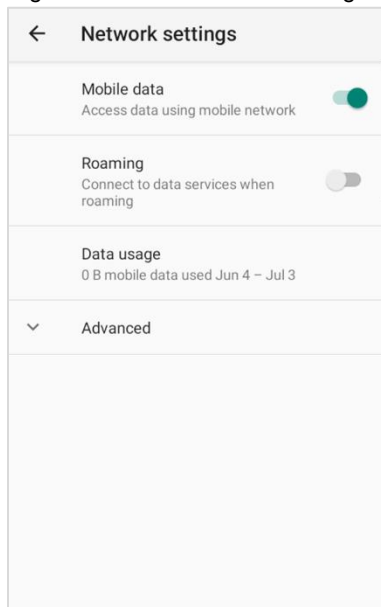 Network settings
Mobile data
Access data using mobile network
Roaming
Connect to data services when
roaming
Data usage
0 B mobile data used Jun 4 – Jul 3
Advanced